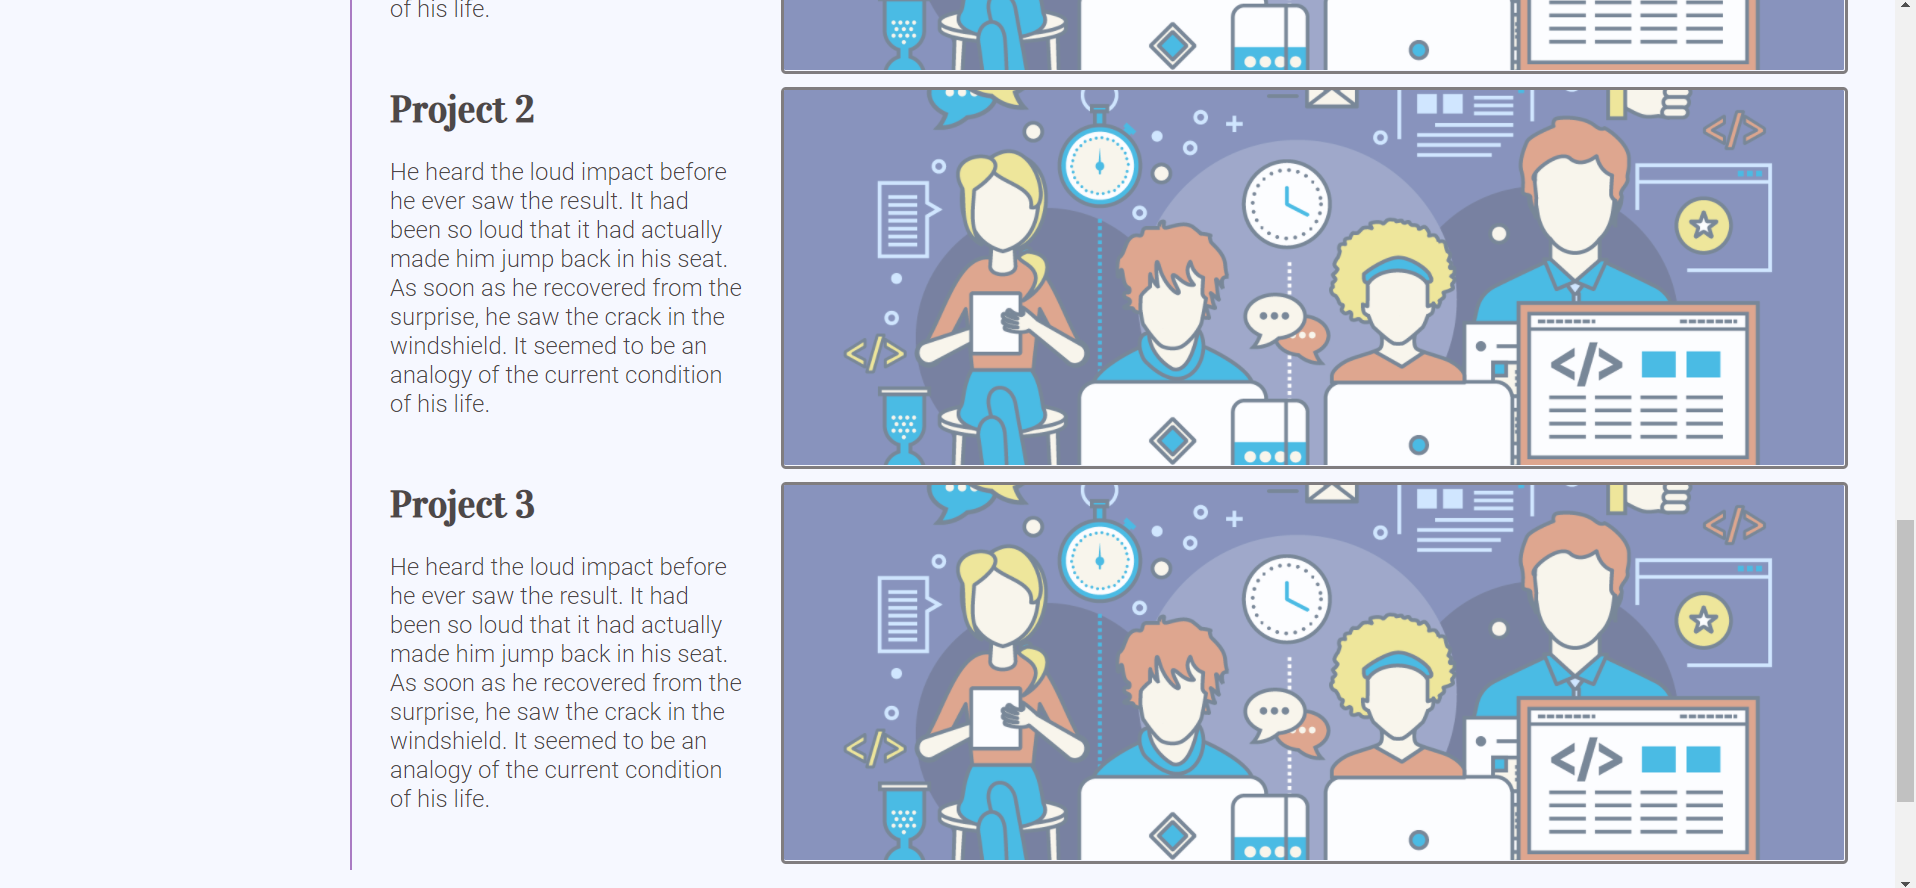 of his life.
Project 2
He heard the loud impact before
he ever saw the result. It had
been so loud that it had actually
made him jump back in his seat.
As soon as he recovered from the
surprise, he saw the crack in the
windshield. It seemed to be an
analogy of the current condition
of his life.
</>
</>
</>
Project 3
He heard the loud impact before
he ever saw the result. It had
been so loud that it had actually
made him jump back in his seat.
As soon as he recovered from the
surprise, he saw the crack in the
windshield. It seemed to be an
analogy of the current condition
of his life.
</>
</>
</>